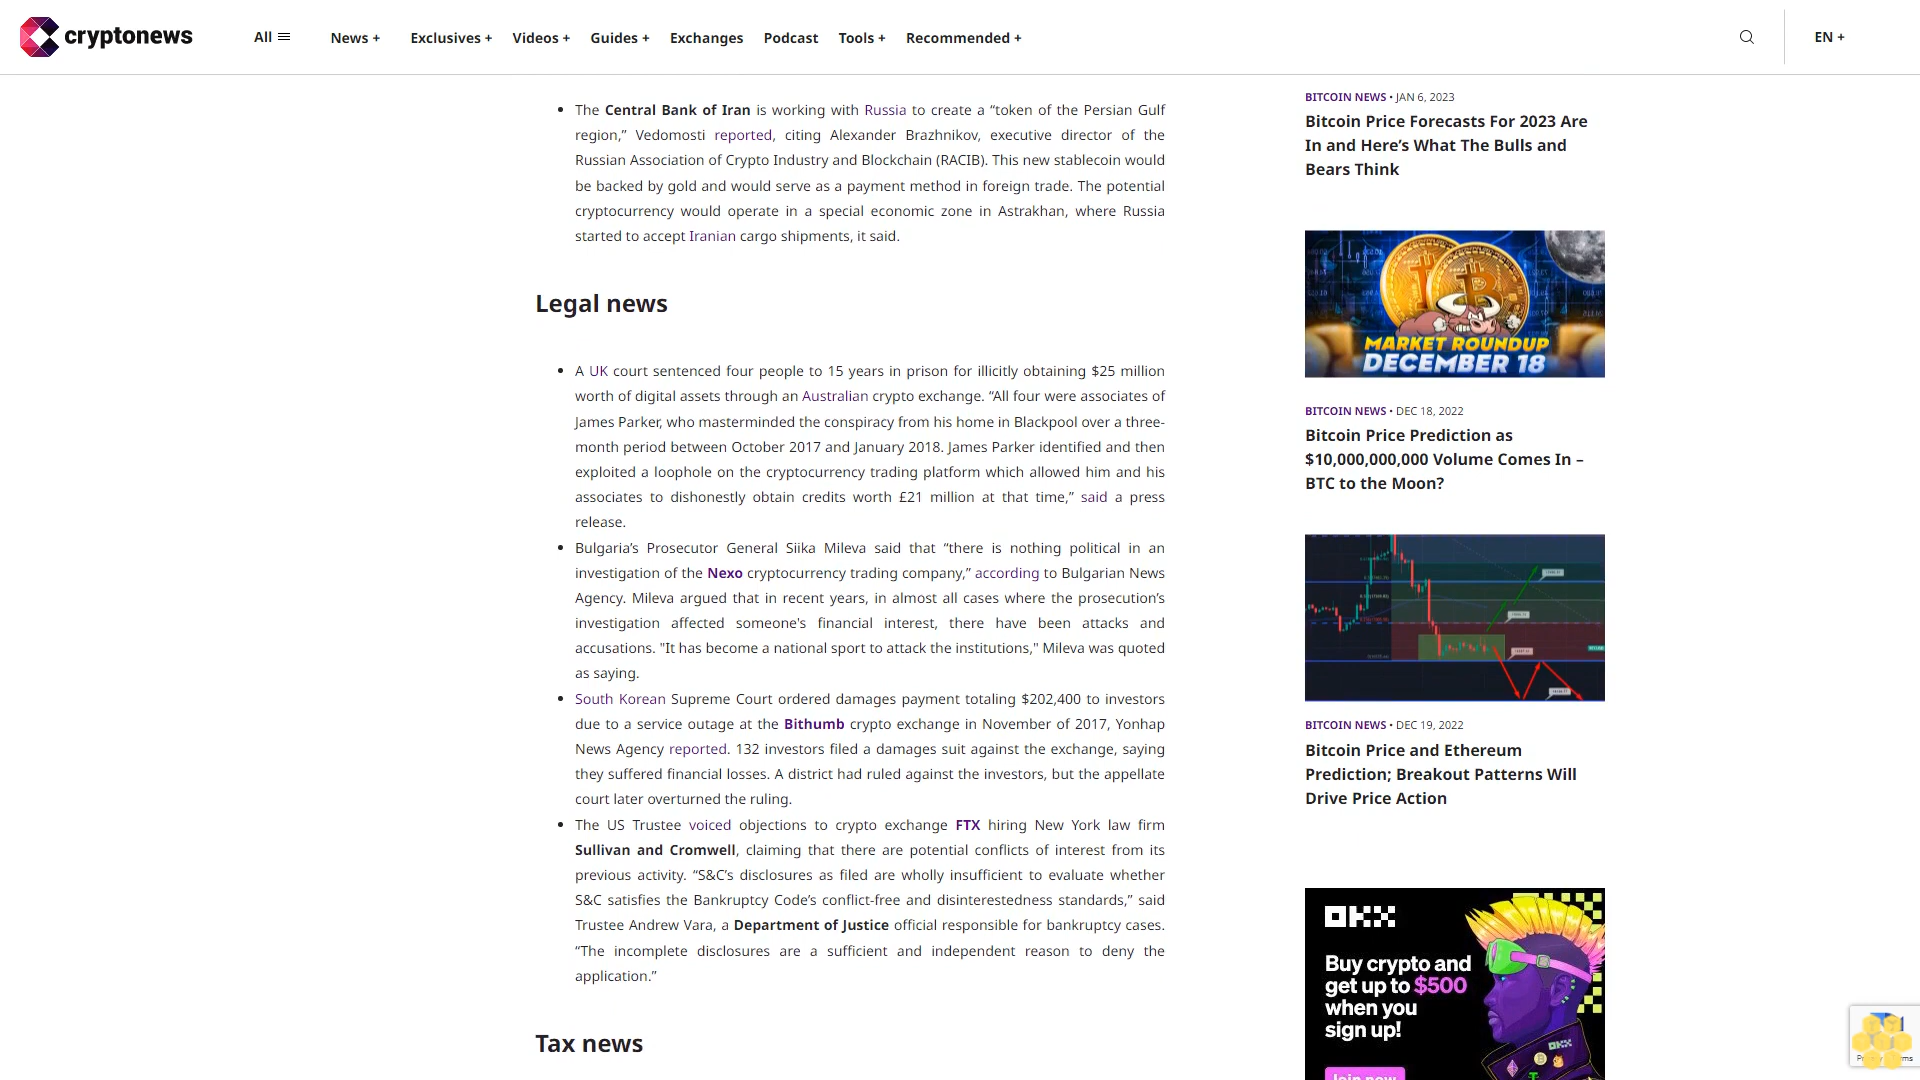 cryptonews
All
News +
Exclusives +
Videos +
Guides +
Exchanges
Podcast
Tools +
Recommended +
EN +
The Central Bank of Iran is working with Russia to create a “token of the Persian Gulf
region,” Vedomosti reported, citing Alexander Brazhnikov, executive director of the
Russian Association of Crypto Industry and Blockchain (RACIB). This new stablecoin would
be backed by gold and would serve as a payment method in foreign trade. The potential
cryptocurrency would operate in a special economic zone in Astrakhan, where Russia
started to accept Iranian cargo shipments, it said.
Legal news
A UK court sentenced four people to 15 years in prison for illicitly obtaining $25 million
worth of digital assets through an Australian crypto exchange. “All four were associates of
James Parker, who masterminded the conspiracy from his home in Blackpool over a three-
month period between October 2017 and January 2018. James Parker identified and then
exploited a loophole on the cryptocurrency trading platform which allowed him and his
associates to dishonestly obtain credits worth £21 million at that time,” said a press
release.
Bulgaria’s Prosecutor General Siika Mileva said that “there is nothing political in an
investigation of the Nexo cryptocurrency trading company,” according to Bulgarian News
Agency. Mileva argued that in recent years, in almost all cases where the prosecution’s
investigation affected someone's financial interest, there have been attacks and
accusations. "It has become a national sport to attack the institutions," Mileva was quoted
as saying.
South Korean Supreme Court ordered damages payment totaling $202,400 to investors
due to a service outage at the Bithumb crypto exchange in November of 2017, Yonhap
News Agency reported. 132 investors filed a damages suit against the exchange, saying
they suffered financial losses. A district had ruled against the investors, but the appellate
court later overturned the ruling.
The US Trustee voiced objections to crypto exchange FTX hiring New York law firm
Sullivan and Cromwell, claiming that there are potential conflicts of interest from its
previous activity. “S&C’s disclosures as filed are wholly insufficient to evaluate whether
S&C satisfies the Bankruptcy Code’s conflict-free and disinterestedness standards,” said
Trustee Andrew Vara, a Department of Justice official responsible for bankruptcy cases.
“The incomplete disclosures are a sufficient and independent reason to deny the
application.”
Tax news
BITCOIN NEWS • JAN 6, 2023
Bitcoin Price Forecasts For 2023 Are
In and Here’s What The Bulls and
Bears Think
MARKET ROUNDUP
DECEMBER 18
BITCOIN NEWS • DEC 18, 2022
Bitcoin Price Prediction as
$10,000,000,000 Volume Comes In –
BTC to the Moon?
BITCOIN NEWS • DEC 19, 2022
Bitcoin Price and Ethereum
Prediction; Breakout Patterns Will
Drive Price Action
OKX
Buy crypto and
get up to $500
when you
sign up!
OKX
Join now